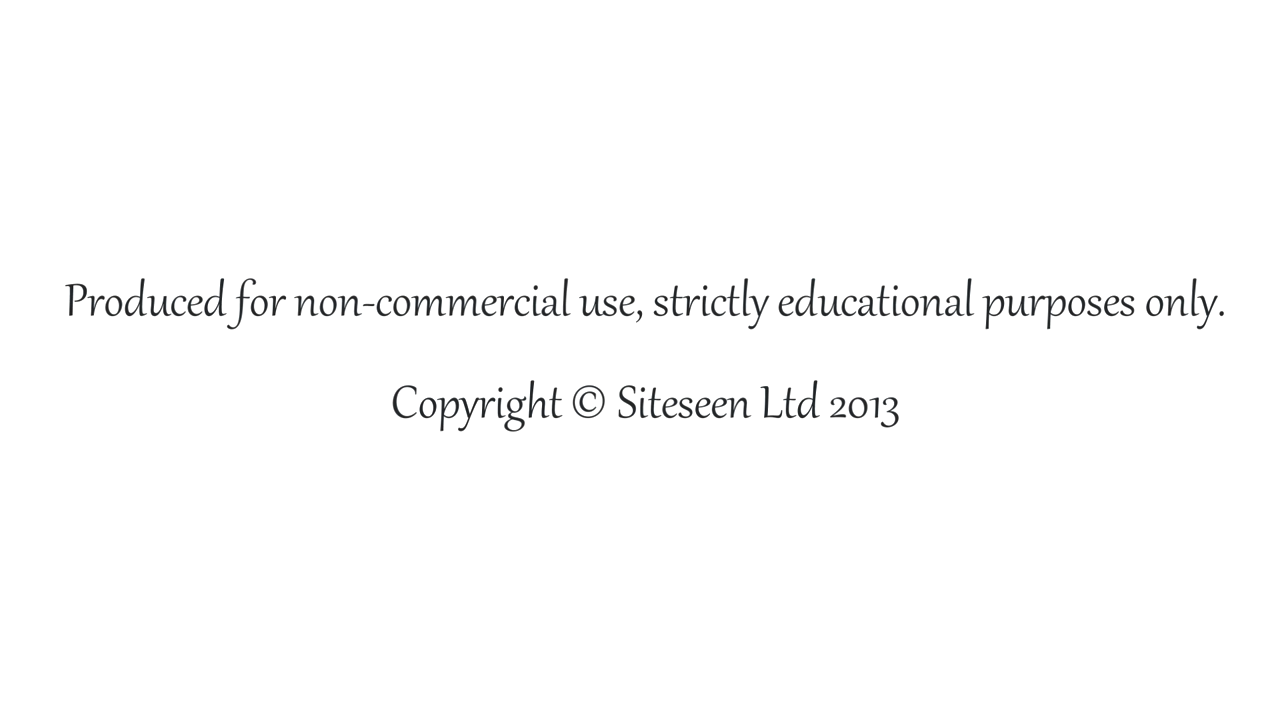 Produced for non-commercial use, strictly educational purposes only.
Copyright © Siteseen Ltd 2013